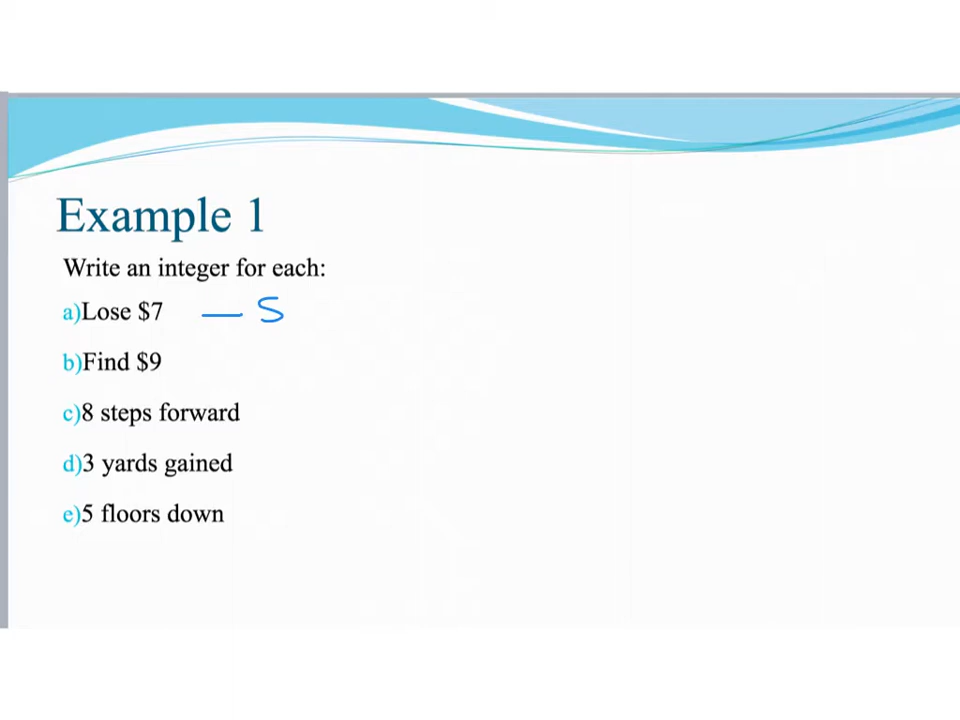 Example 1
Write an integer for each:
a)Lose $7 — S
b)Find $9
c)8 steps forward
d)3 yards gained
e)5 floors down